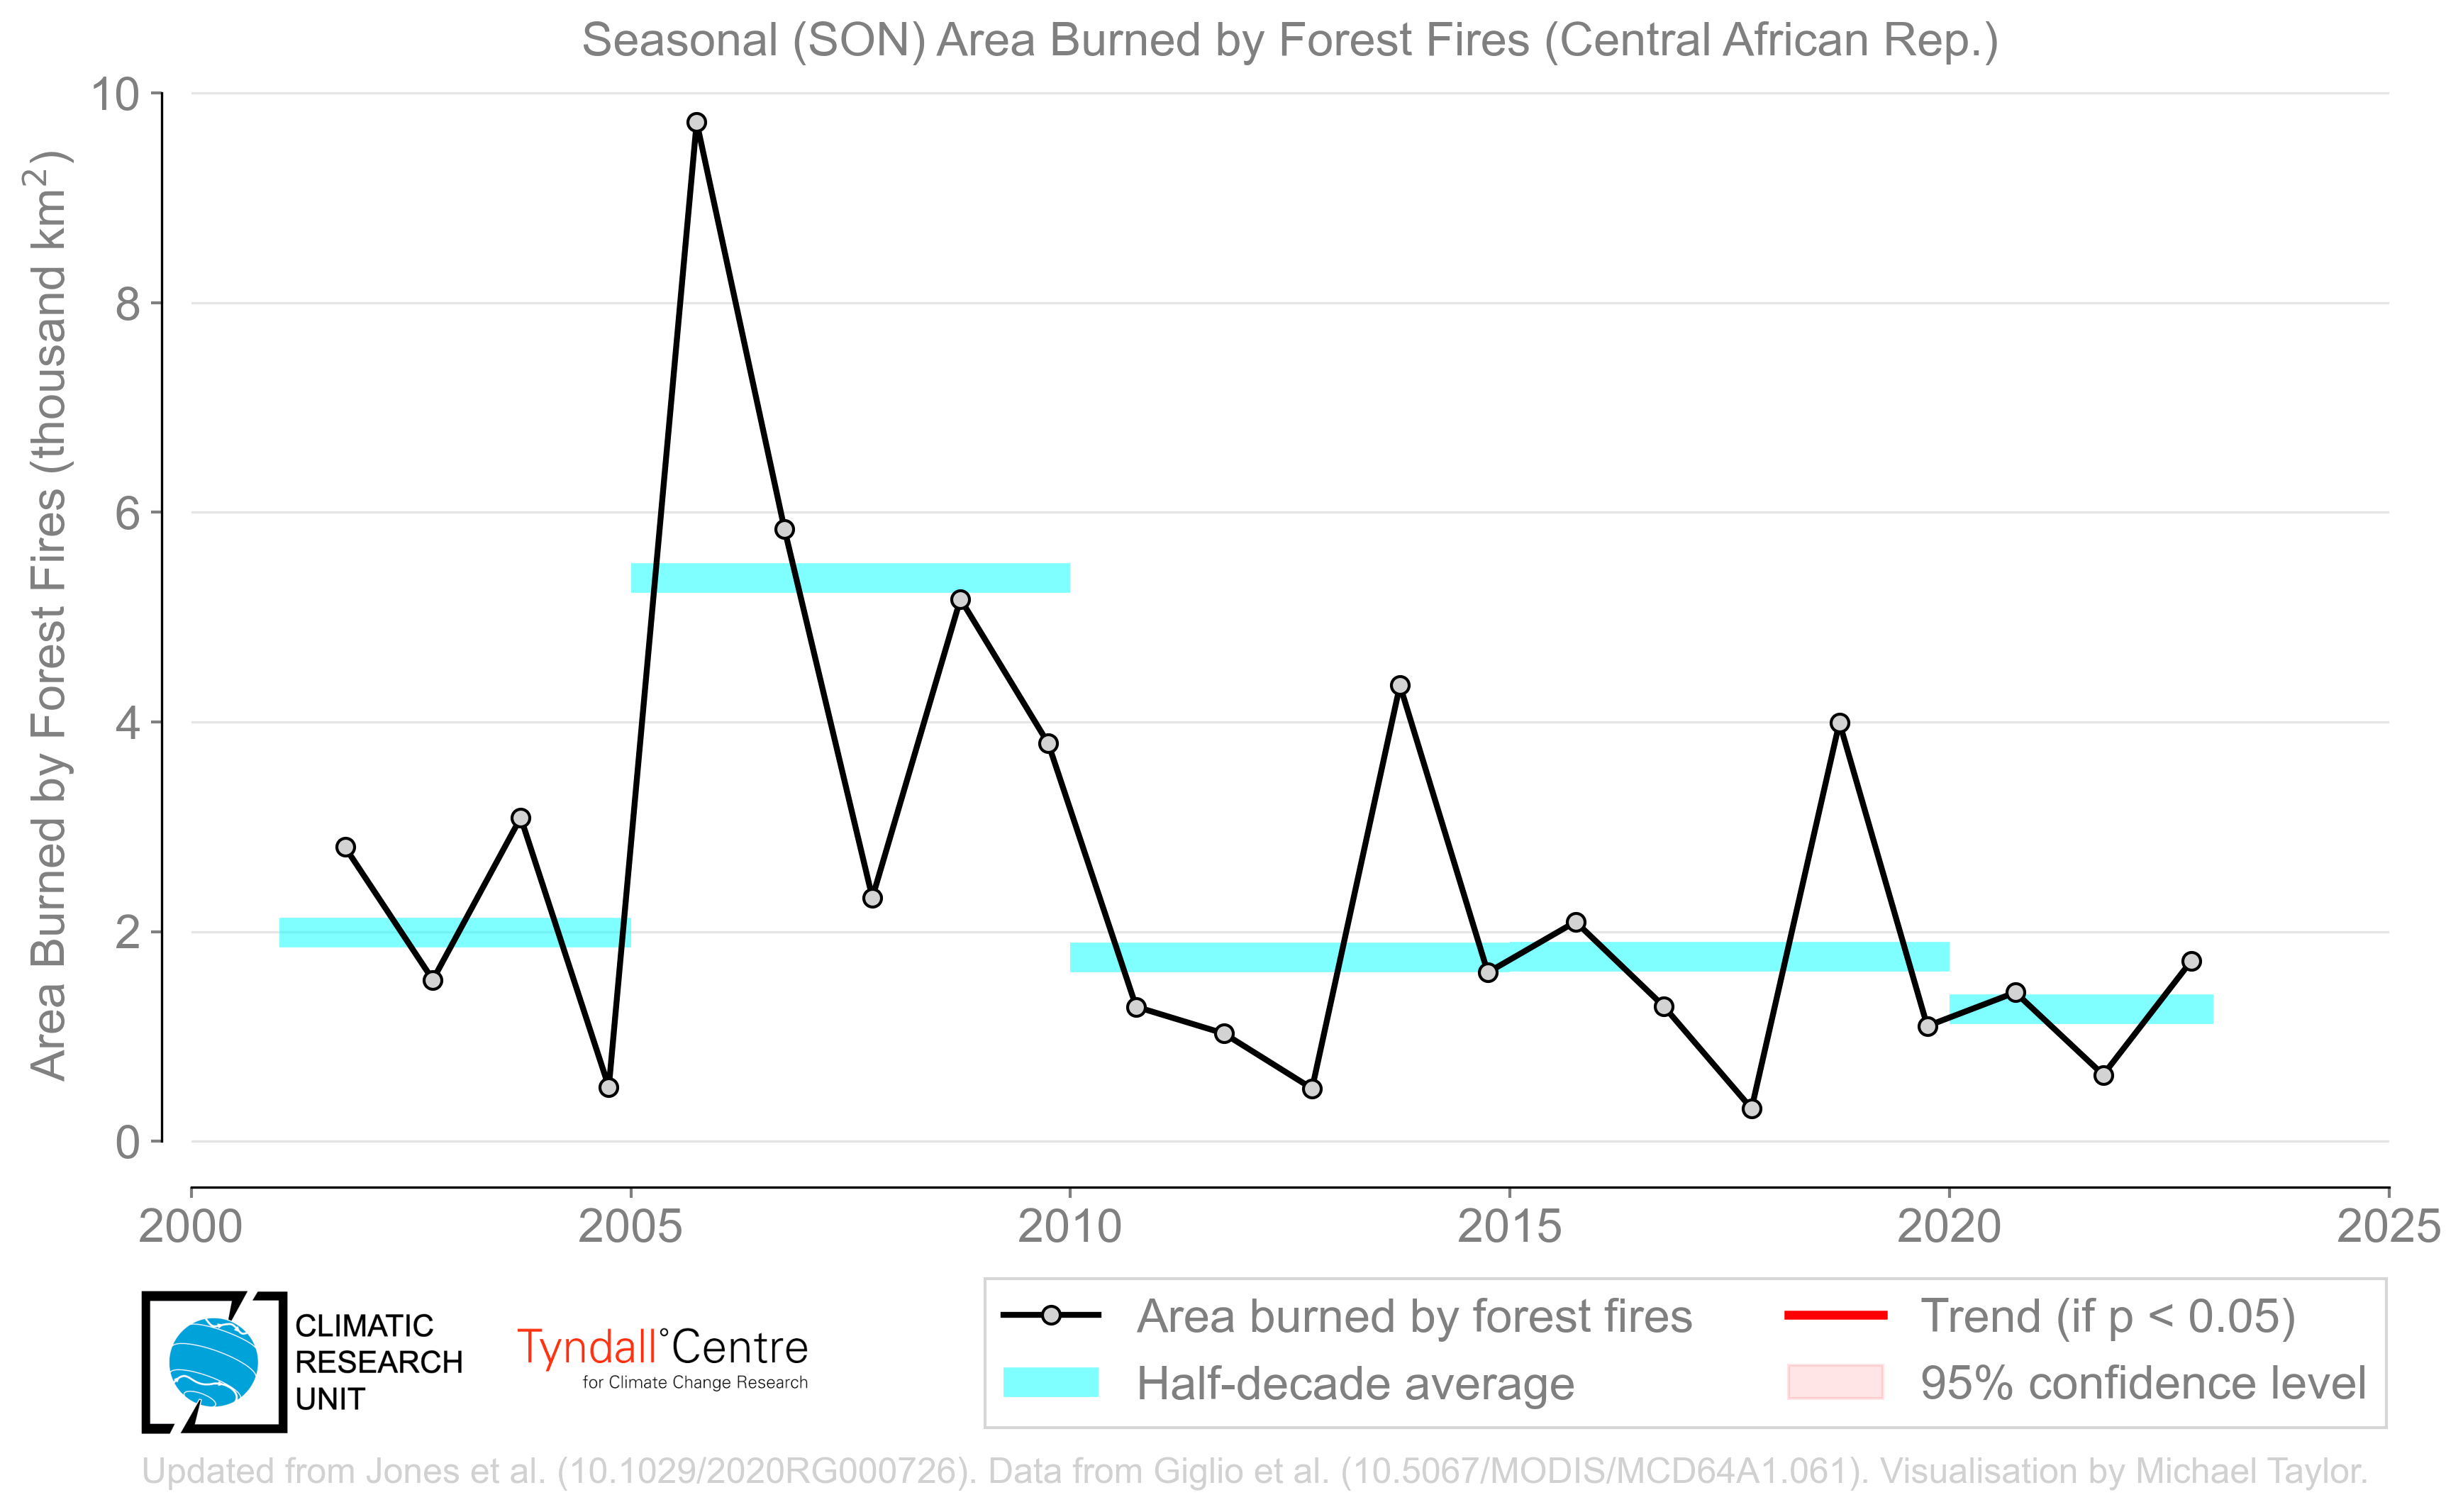 Seasonal (SON) Area Burned by Forest Fires (Central African Rep.)
Area Burned by Forest Fires (thousand km²)
10
8
6
4
2
0
2000 2005 2010 2015 2020 2025
CLIMATIC
RESEARCH
UNIT
Tyndall°Centre
for Climate Change Research
Area burned by forest fires
Half-decade average
Trend (if p < 0.05)
95% confidence level
Updated from Jones et al. (10.1029/2020RG000726). Data from Giglio et al. (10.5067/MODIS/MCD64A1.061). Visualisation by Michael Taylor.